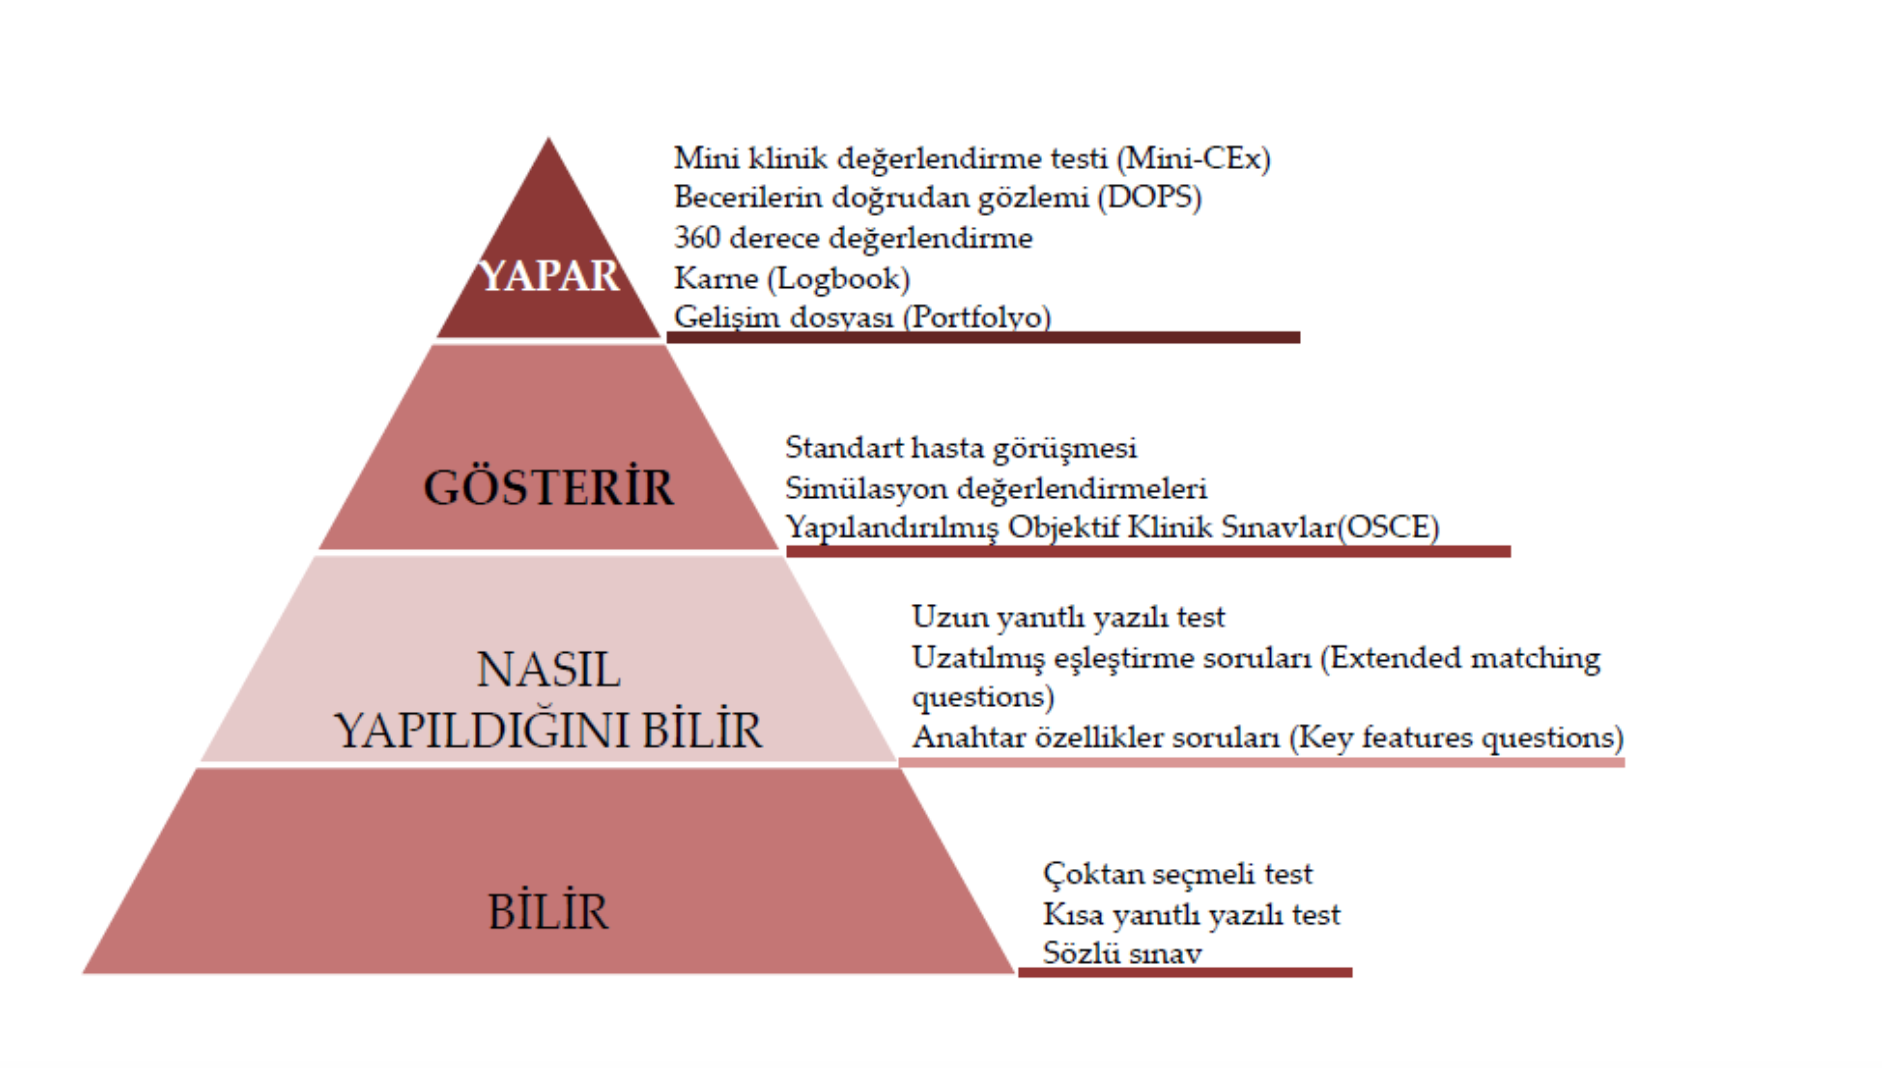 Mini klinik değerlendirme testi (Mini-CEx)
Becerilerin doğrudan gözlemi (DOPS)
360 derece değerlendirme
YAPAR
Karne (Logbook)
Gelişim dosyası (Portfolyo)
Standart hasta görüşmesi
GÖSTERİR
Simülasyon değerlendirmeleri
Yapılandırılmış Objektif Klinik Sınavlar(OSCE)
Uzun yanıtlı yazılı test
Uzatılmış eşleştirme soruları (Extended matching
questions)
Anahtar özellikler soruları (Key features questions)
NASIL
YAPILDIĞINI BİLİR
Çoktan seçmeli test
Kısa yanıtlı yazılı test
Sözlü sınav
BİLİR